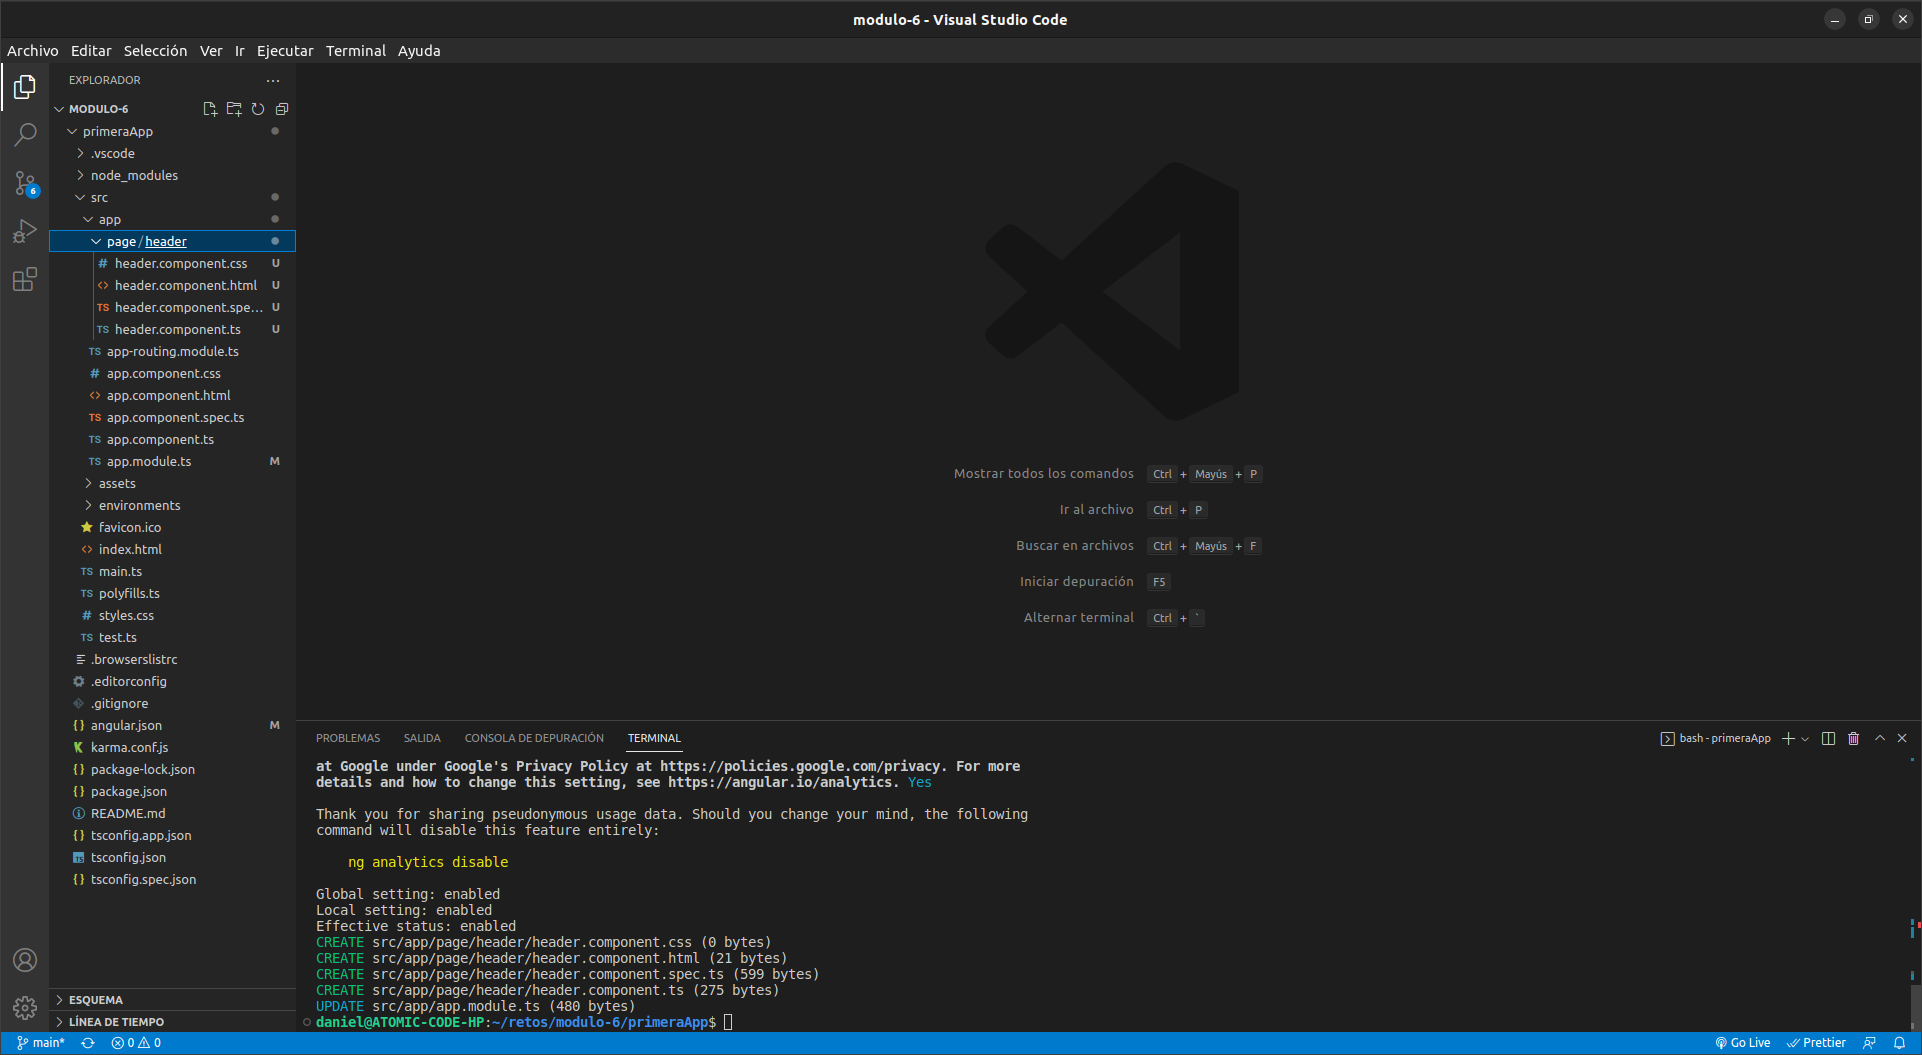 modulo-6 - Visual Studio Code
Archivo Editar Selección Ver Ir Ejecutar Terminal Ayuda
EXPLORADOR
MODULO-6
primeraApp
.vscode
node_modules
src
app
page / header
header.component.css U
header.component.html U
header.component.spe... U
header.component.ts U
app-routing.module.ts
app.component.css
app.component.html
app.component.spec.ts
app.component.ts
app.module.ts M
assets
environments
favicon.ico
index.html
main.ts
polyfills.ts
styles.css
test.ts
.browserslistrc
.editorconfig
.gitignore
angular.json M
karma.conf.js
package-lock.json
package.json
README.md
tsconfig.app.json
tsconfig.json
tsconfig.spec.json
ESQUEMA
LÍNEA DE TIEMPO
6
Mostrar todos los comandos Ctrl + Mayús + P
Ir al archivo Ctrl + P
Buscar en archivos Ctrl + Mayús + F
Iniciar depuración F5
Alternar terminal Ctrl + `
PROBLEMAS SALIDA CONSOLA DE DEPURACIÓN TERMINAL
bash - primeraApp
at Google under Google's Privacy Policy at https://policies.google.com/privacy. For more
details and how to change this setting, see https://angular.io/analytics. Yes
Thank you for sharing pseudonymous usage data. Should you change your mind, the following
command will disable this feature entirely:
ng analytics disable
Global setting: enabled
Local setting: enabled
Effective status: enabled
CREATE src/app/page/header/header.component.css (0 bytes)
CREATE src/app/page/header/header.component.html (21 bytes)
CREATE src/app/page/header/header.component.spec.ts (599 bytes)
CREATE src/app/page/header/header.component.ts (275 bytes)
UPDATE src/app/app.module.ts (480 bytes)
daniel@ATOMIC-CODE-HP:~/retos/modulo-6/primeraApp$
main* 0 0 Go Live Prettier